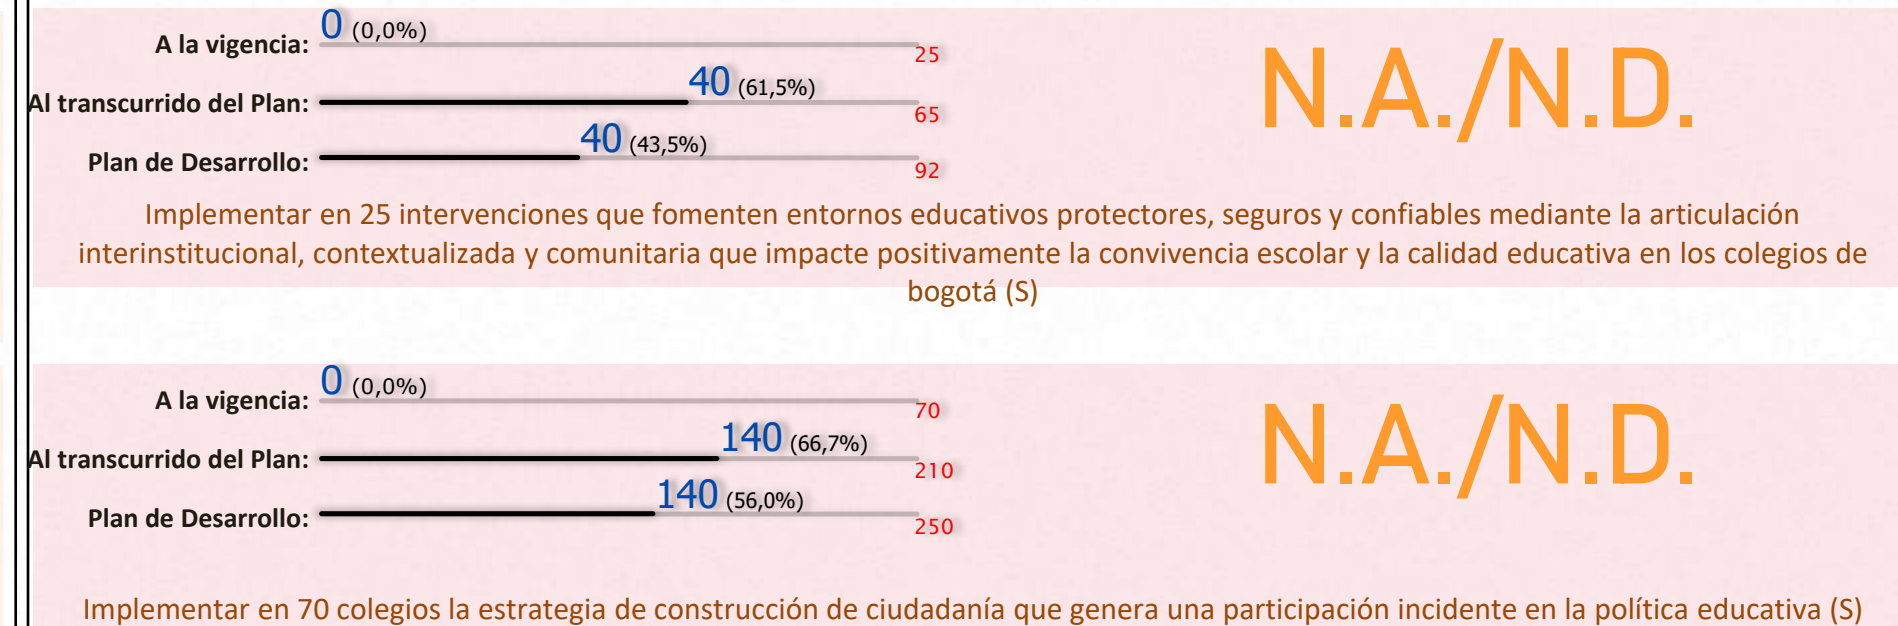 A la vigencia: 0 (0,0%) 25
Al transcurrido del Plan: 40 (61,5%) 65
Plan de Desarrollo: 40 (43,5%) 92
N.A./N.D.
Implementar en 25 intervenciones que fomenten entornos educativos protectores, seguros y confiables mediante la articulación
interinstitucional, contextualizada y comunitaria que impacte positivamente la convivencia escolar y la calidad educativa en los colegios de
bogotá (S)
A la vigencia: 0 (0,0%) 70
Al transcurrido del Plan: 140 (66,7%) 210
Plan de Desarrollo: 140 (56,0%) 250
N.A./N.D.
Implementar en 70 colegios la estrategia de construcción de ciudadanía que genera una participación incidente en la política educativa (S)